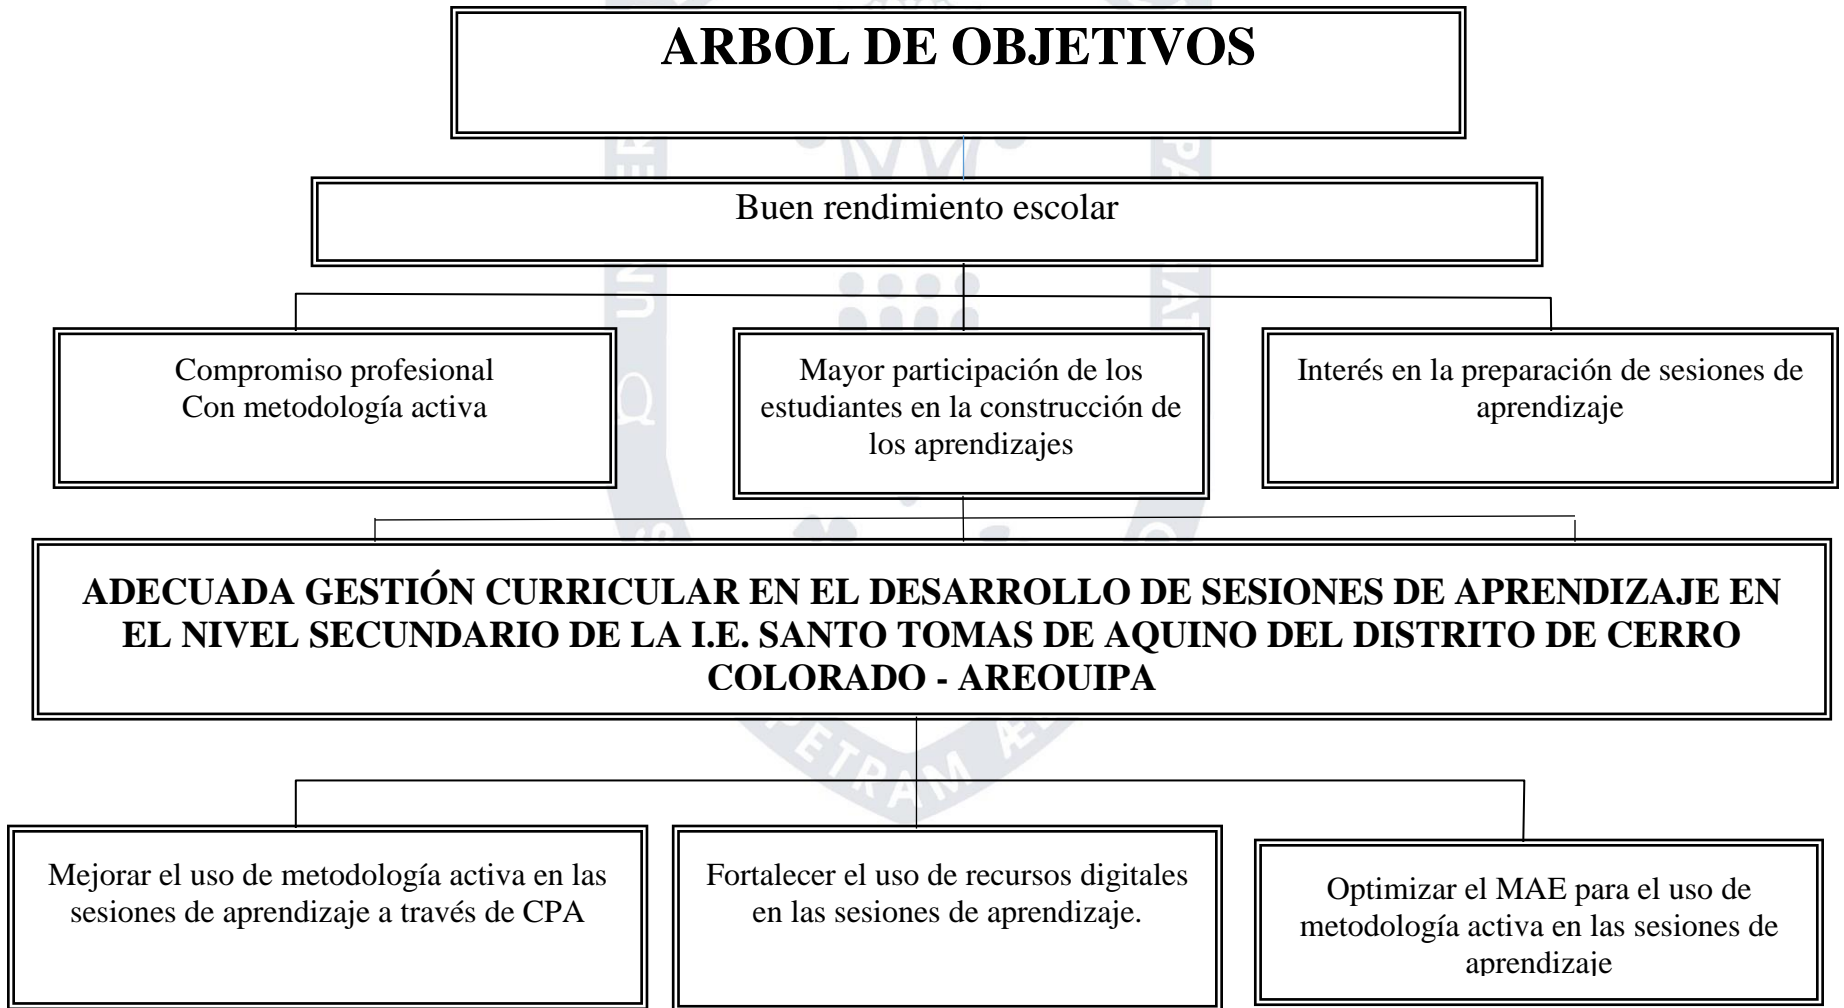 ARBOL DE OBJETIVOS
Buen rendimiento escolar
Compromiso profesional
Con metodología activa
Mayor participación de los
estudiantes en la construcción de
los aprendizajes
Interés en la preparación de sesiones de
aprendizaje
ADECUADA GESTIÓN CURRICULAR EN EL DESARROLLO DE SESIONES DE APRENDIZAJE EN
EL NIVEL SECUNDARIO DE LA I.E. SANTO TOMAS DE AQUINO DEL DISTRITO DE CERRO
COLORADO - AREQUIPA
PETRAM
Mejorar el uso de metodología activa en las
sesiones de aprendizaje a través de CPA
Fortalecer el uso de recursos digitales
en las sesiones de aprendizaje.
Optimizar el MAE para el uso de
metodología activa en las sesiones de
aprendizaje